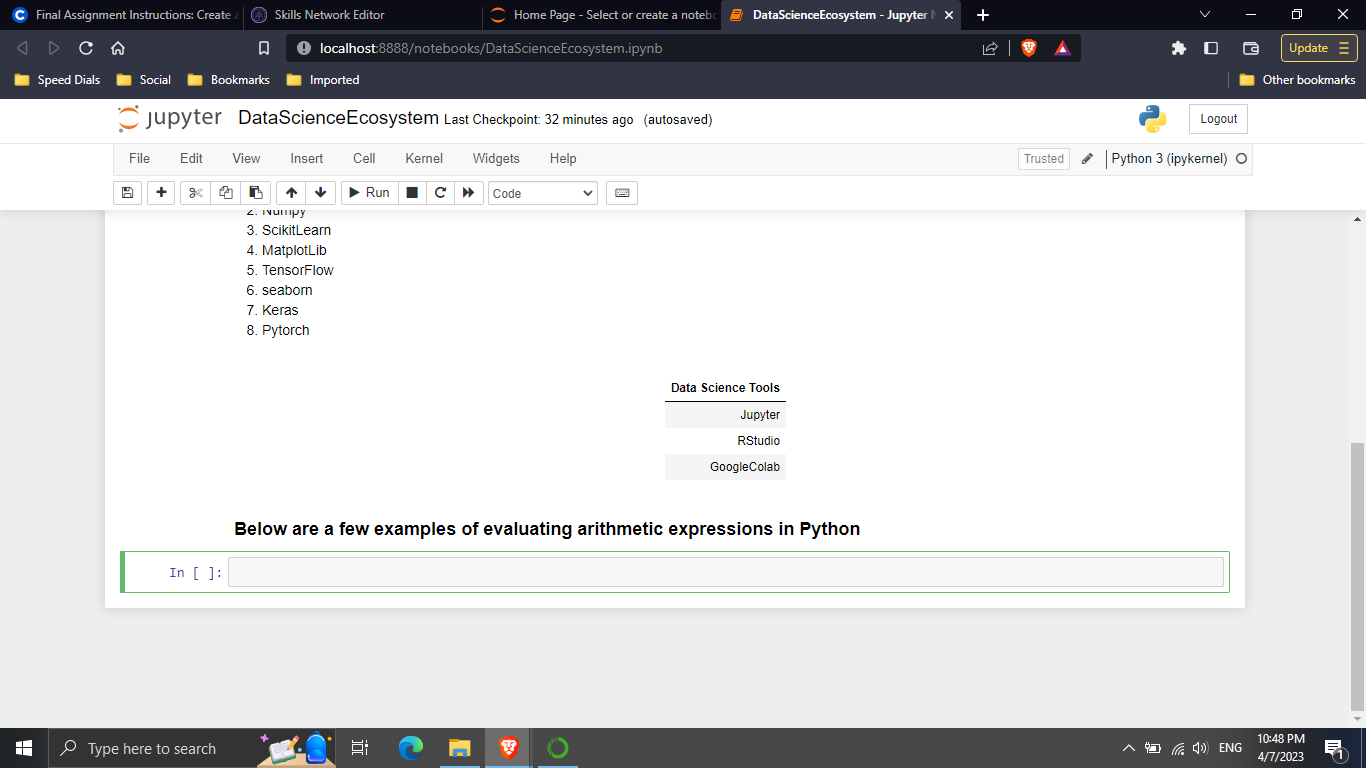 Final Assignment Instructions: Create a
Skills Network Editor
Home Page - Select or create a noteb
DataScienceEcosystem - Jupyter N
localhost:8888/notebooks/DataScienceEcosystem.ipynb
Update
Speed Dials
Social
Bookmarks
Imported
Other bookmarks
jupyter DataScienceEcosystem Last Checkpoint: 32 minutes ago (autosaved)
Logout
File Edit View Insert Cell Kernel Widgets Help
Trusted
Python 3 (ipykernel)
Run
Code
2. Numpy
3. ScikitLearn
4. MatplotLib
5. TensorFlow
6. seaborn
7. Keras
8. Pytorch
Data Science Tools
Jupyter
RStudio
GoogleColab
Below are a few examples of evaluating arithmetic expressions in Python
In [ ]:
Type here to search
ENG
10:48 PM
4/7/2023
1